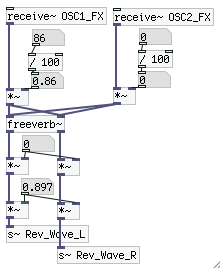 receive~ OSC1_FX receive~ OSC2_FX
86 0
/ 100 / 100
0.86 0
*~ *~
freeverb~
0
*~ *~
0.897
*~ *~
s~ Rev_Wave_L
s~ Rev_Wave_R